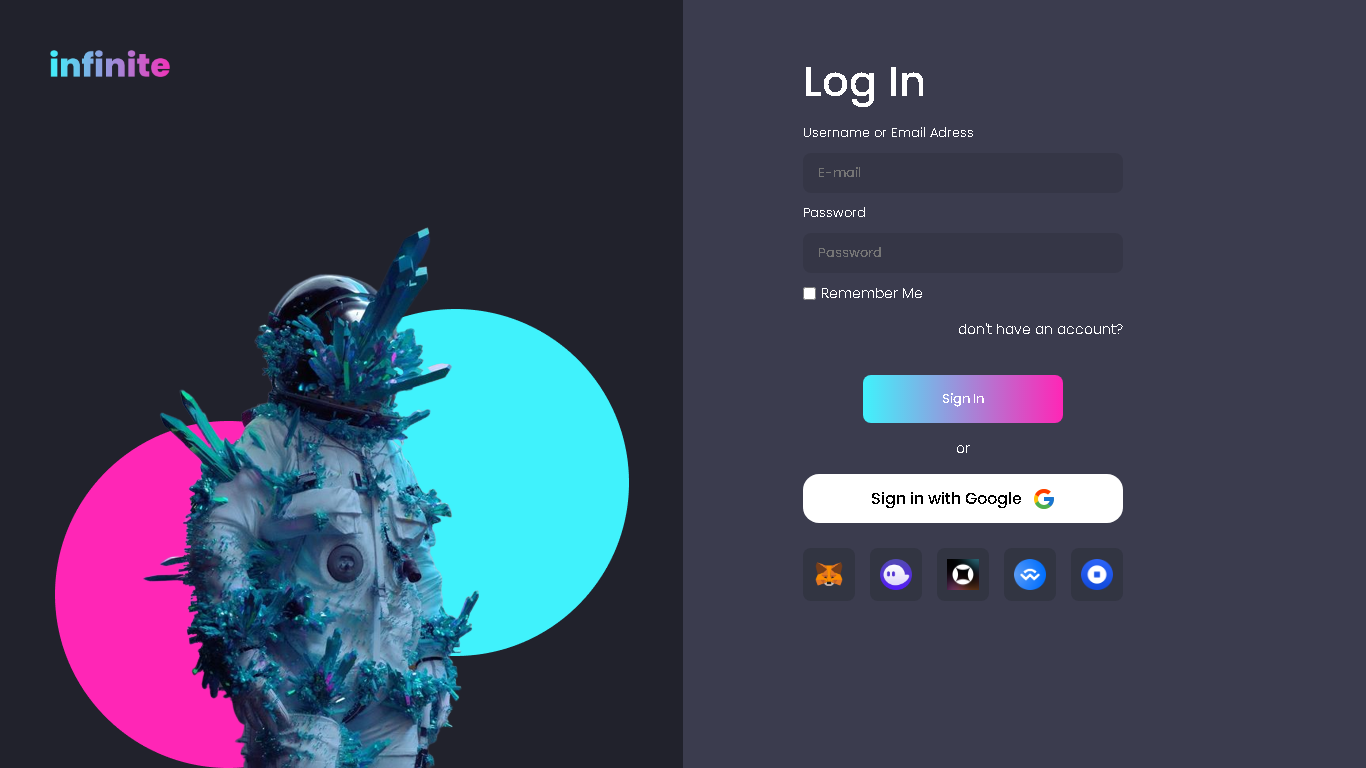 infinite
Log In
Username or Email Adress
E-mail
Password
Password
Remember Me
don't have an account?
Sign In
or
Sign in with Google